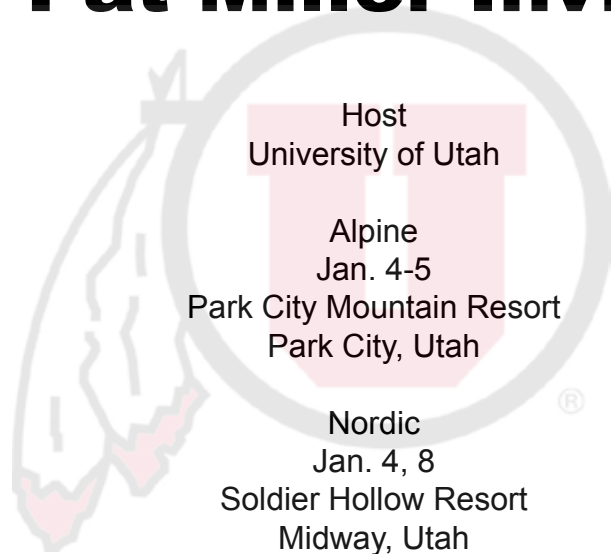 Host
University of Utah
Alpine
Jan. 4-5
Park City Mountain Resort
Park City, Utah
U
®
Nordic
Jan. 4, 8
Soldier Hollow Resort
Midway, Utah